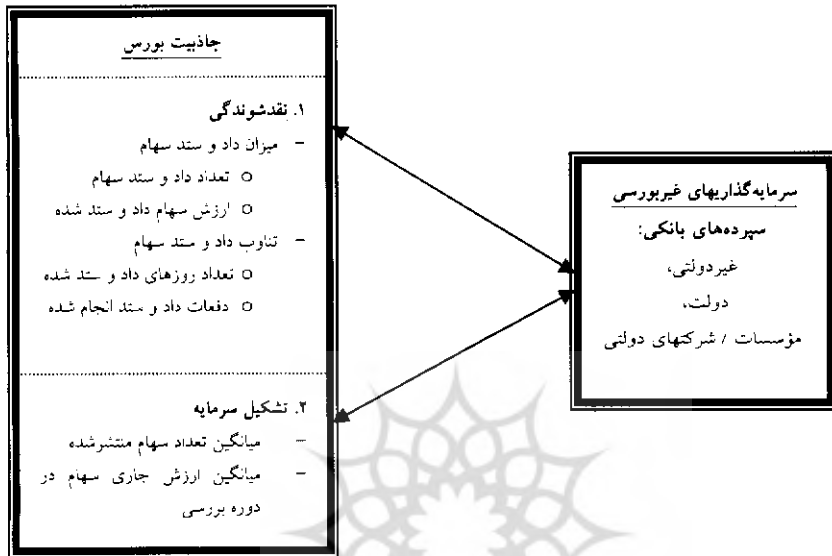 جاذبیت بورس
۱. نقدشوندگی
- میزان داد و ستد سهام
○ تعداد داد و ستد سهام
○ ارزش سهام داد و ستد شده
- تناوب داد و ستد سهام
○ تعداد روزهای داد و ستد شده
○ دفعات داد و ستد انجام شده
۲. تشکیل سرمایه
- میانگین تعداد سهام منتشرشده
- میانگین ارزش جاری سهام در
دوره بررسی
سرمایه‌گذاریهای غیربورسی
سپرده‌های بانکی:
غیردولتی،
دولت،
مؤسسات / شرکتهای دولتی